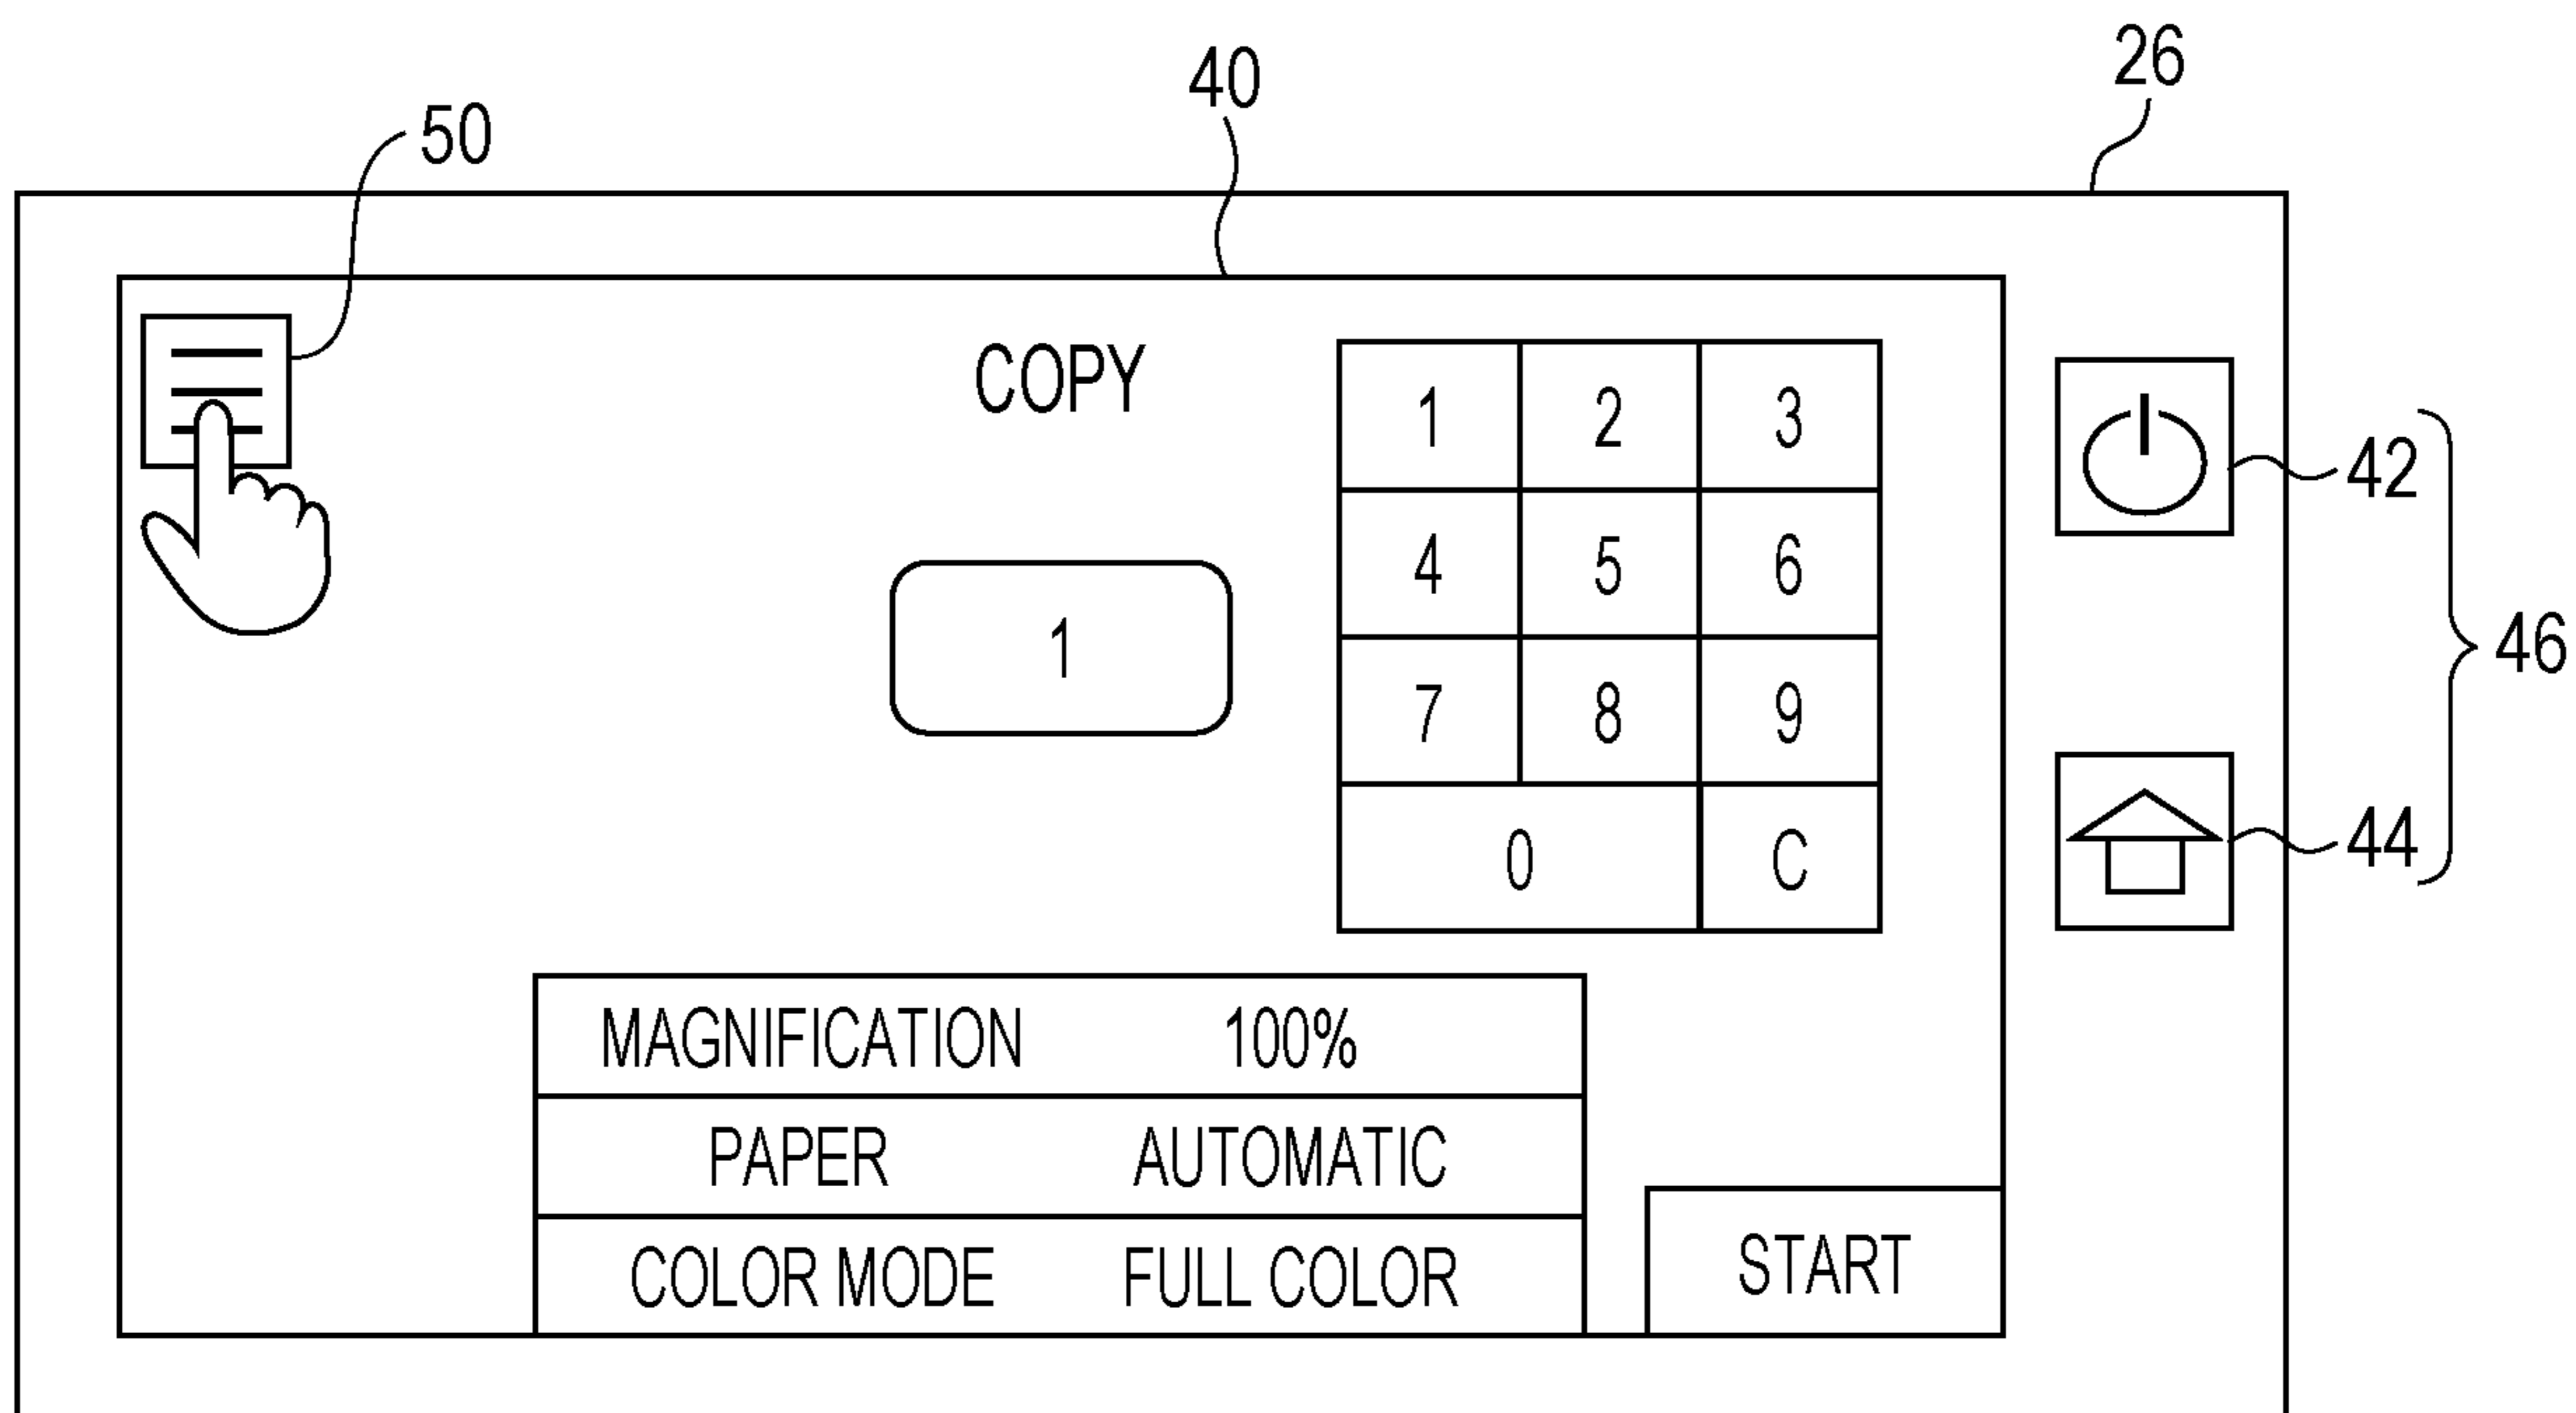 26
40
50
COPY
1 2 3
42
4 5 6
1
46
7 8 9
44
0 C
MAGNIFICATION 100%
PAPER AUTOMATIC
COLOR MODE FULL COLOR
START